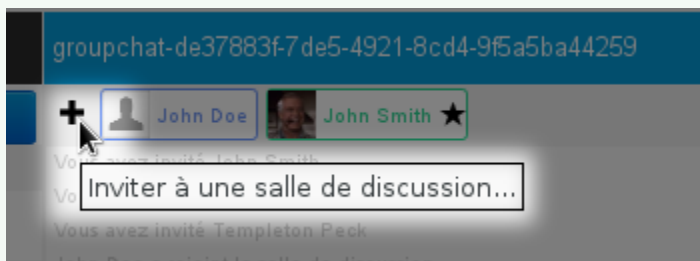 groupchat-de37883f-7de5-4921-8cd4-9f5a5ba44259
John Doe
John Smith
Vous avez invité John Smith
Vo
Inviter à une salle de discussion...
Vous avez invité Templeton Peck